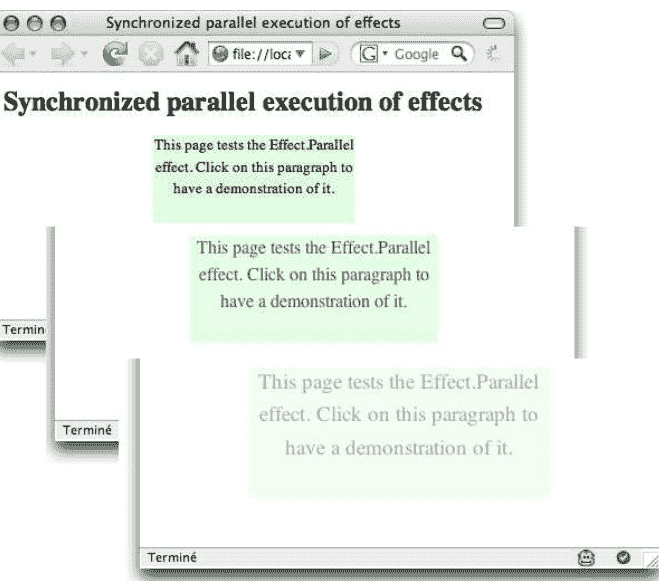 Synchronized parallel execution of effects
file://loca
G Google
Synchronized parallel execution of effects
This page tests the Effect.Parallel
effect. Click on this paragraph to
have a demonstration of it.
This page tests the Effect.Parallel
effect. Click on this paragraph to
have a demonstration of it.
Termin
This page tests the Effect.Parallel
effect. Click on this paragraph to
have a demonstration of it.
Terminé
Terminé